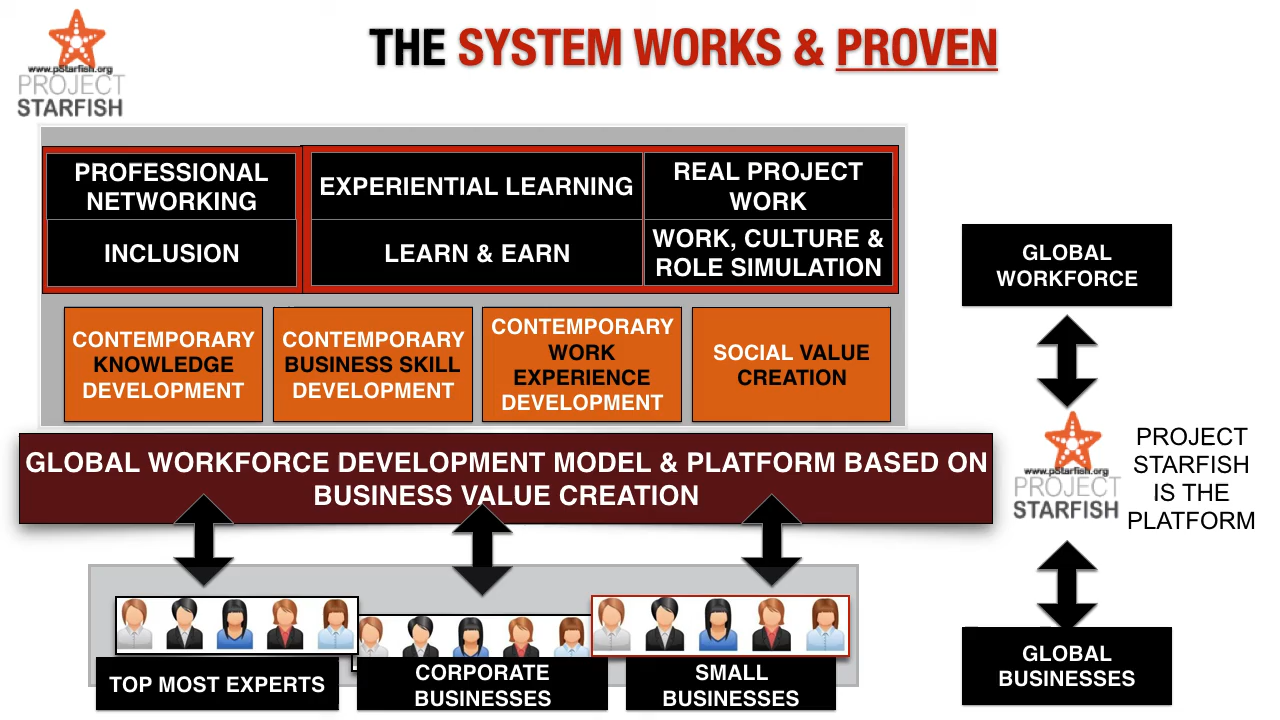 THE SYSTEM WORKS & PROVEN
www.pStarfish.org
PROJECT
STARFISH
PROFESSIONAL
NETWORKING
EXPERIENTIAL LEARNING
REAL PROJECT
WORK
INCLUSION
LEARN & EARN
WORK, CULTURE &
ROLE SIMULATION
CONTEMPORARY
KNOWLEDGE
DEVELOPMENT
CONTEMPORARY
BUSINESS SKILL
DEVELOPMENT
CONTEMPORARY
WORK
EXPERIENCE
DEVELOPMENT
SOCIAL VALUE
CREATION
GLOBAL WORKFORCE DEVELOPMENT MODEL & PLATFORM BASED ON
BUSINESS VALUE CREATION
TOP MOST EXPERTS
CORPORATE
BUSINESSES
SMALL
BUSINESSES
GLOBAL
WORKFORCE
www.pStarfish.org
PROJECT
STARFISH
PROJECT
STARFISH
IS THE
PLATFORM
GLOBAL
BUSINESSES